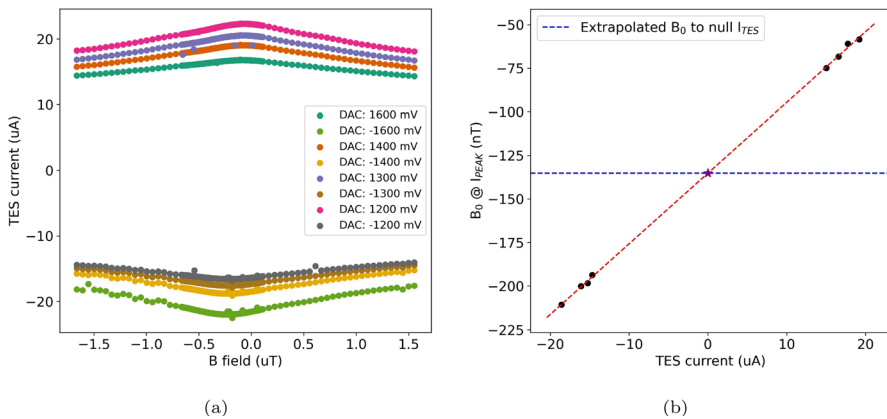 20
10
0
−10
−20
TES current (uA)
DAC: 1600 mV
DAC: -1600 mV
DAC: 1400 mV
DAC: -1400 mV
DAC: 1300 mV
DAC: -1300 mV
DAC: 1200 mV
DAC: -1200 mV
−1.5 −1.0 −0.5 0.0 0.5 1.0 1.5
B field (uT)
(a)
−50
−75
−100
−125
−150
−175
−200
−225
B₀ @ I_PEAK (nT)
Extrapolated B₀ to null I_TES
−20 −10 0 10 20
TES current (uA)
(b)